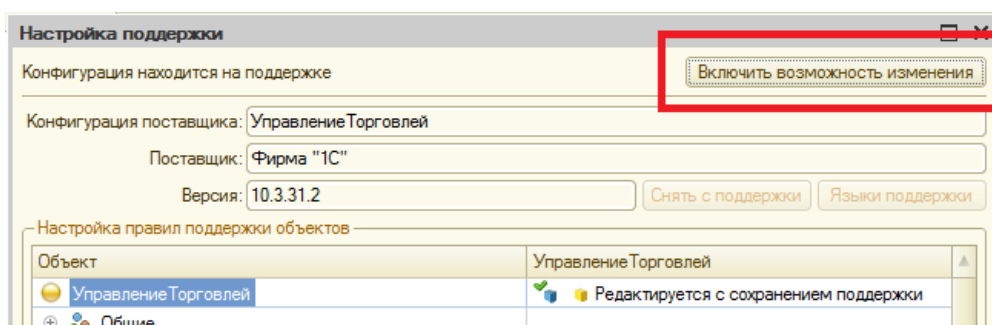 Настройка поддержки
Конфигурация находится на поддержке
Включить возможность изменения
Конфигурация поставщика: УправлениеТорговлей
Поставщик: Фирма "1С"
Версия: 10.3.31.2 Снять с поддержки Языки поддержки
Настройка правил поддержки объектов
Объект УправлениеТорговлей
УправлениеТорговлей Редактируется с сохранением поддержки
Общие